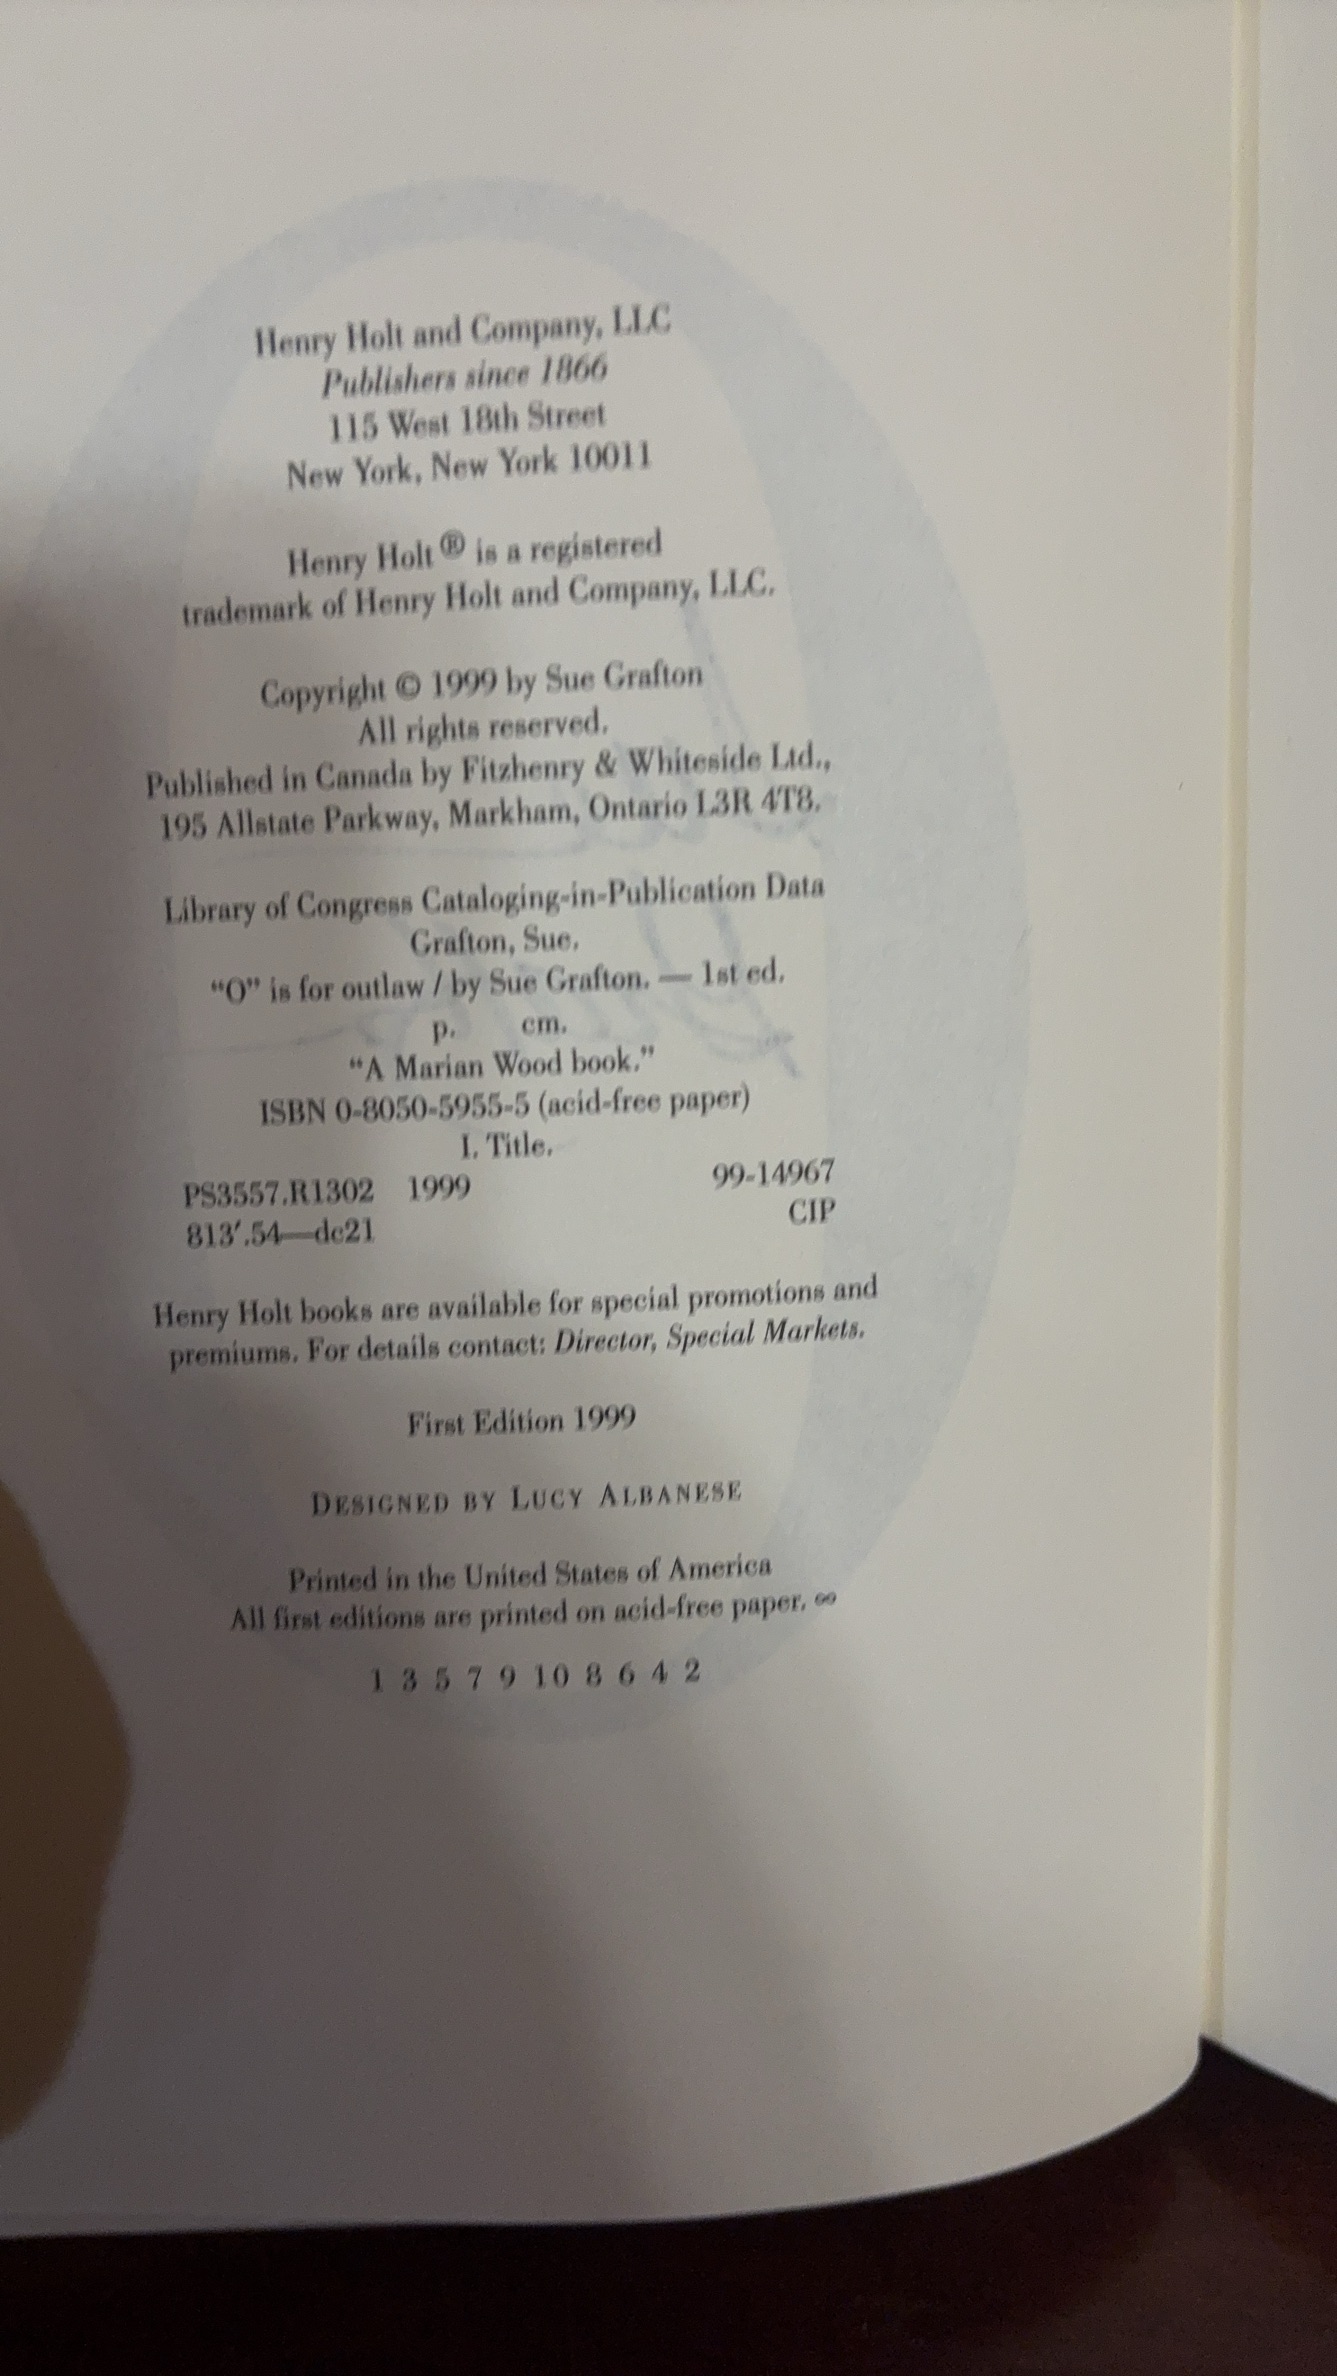 Henry Holt and Company, LLC
Publishers since 1866
115 West 18th Street
New York, New York 10011
Henry Holt ® is a registered
trademark of Henry Holt and Company, LLC.
Copyright © 1999 by Sue Grafton
All rights reserved.
Published in Canada by Fitzhenry & Whiteside Ltd.,
195 Allstate Parkway, Markham, Ontario L3R 4T8.
Library of Congress Cataloging-in-Publication Data
Grafton, Sue.
“O” is for outlaw / by Sue Grafton. — 1st ed.
p. cm.
“A Marian Wood book.”
ISBN 0-8050-5955-5 (acid-free paper)
I. Title.
PS3557.R1302 1999 99-14967
813′.54—dc21 CIP
Henry Holt books are available for special promotions and
premiums. For details contact: Director, Special Markets.
First Edition 1999
DESIGNED BY LUCY ALBANESE
Printed in the United States of America
All first editions are printed on acid-free paper. ∞
1 3 5 7 9 10 8 6 4 2